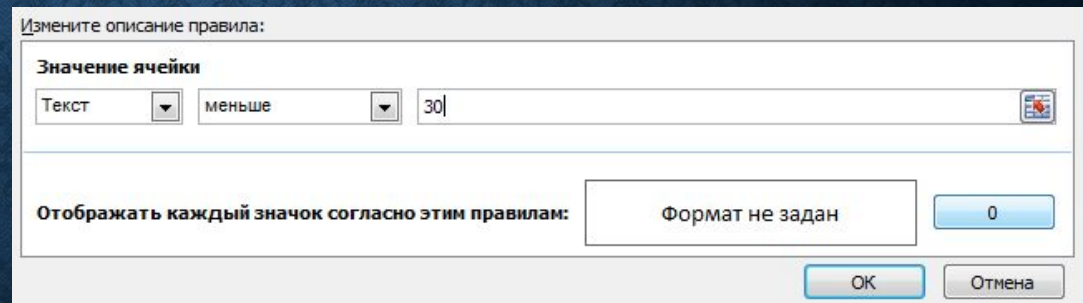 Измените описание правила:
Значение ячейки
Текст меньше 30
Отображать каждый значок согласно этим правилам: Формат не задан 0
ОК Отмена